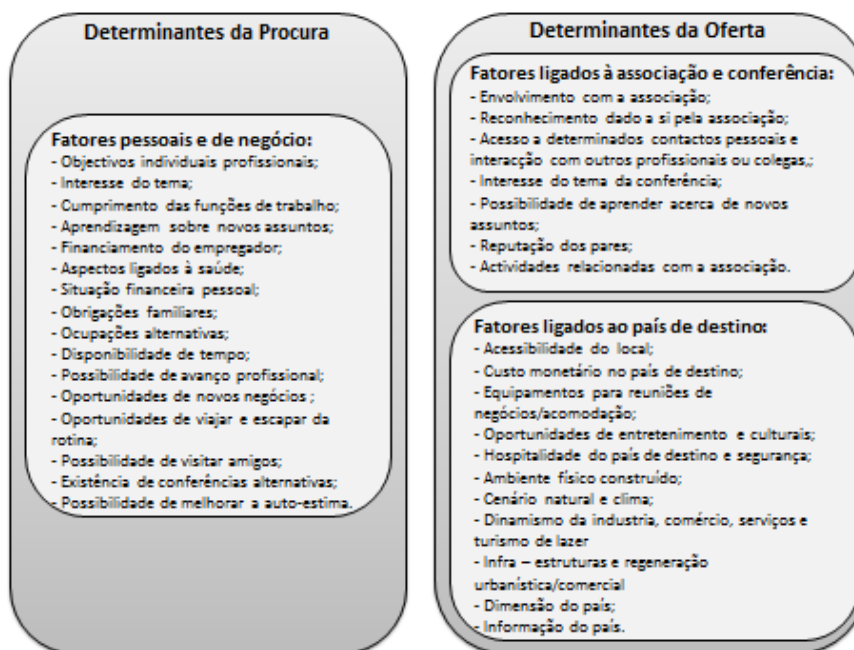 Determinantes da Procura
Fatores pessoais e de negócio:
- Objectivos individuais profissionais;
- Interesse do tema;
- Cumprimento das funções de trabalho;
- Aprendizagem sobre novos assuntos;
- Financiamento do empregador;
- Aspectos ligados à saúde;
- Situação financeira pessoal;
- Obrigações familiares;
- Ocupações alternativas;
- Disponibilidade de tempo;
- Possibilidade de avanço profissional;
- Oportunidades de novos negócios ;
- Oportunidades de viajar e escapar da
rotina;
- Possibilidade de visitar amigos;
- Existência de conferências alternativas;
- Possibilidade de melhorar a auto-estima.
Determinantes da Oferta
Fatores ligados à associação e conferência:
- Envolvimento com a associação;
- Reconhecimento dado a si pela associação;
- Acesso a determinados contactos pessoais e
interacção com outros profissionais ou colegas,;
- Interesse do tema da conferência;
- Possibilidade de aprender acerca de novos
assuntos;
- Reputação dos pares;
- Actividades relacionadas com a associação.
Fatores ligados ao país de destino:
- Acessibilidade do local;
- Custo monetário no país de destino;
- Equipamentos para reuniões de
negócios/acomodação;
- Oportunidades de entretenimento e culturais;
- Hospitalidade do país de destino e segurança;
- Ambiente físico construído;
- Cenário natural e clima;
- Dinamismo da industria, comércio, serviços e
turismo de lazer
- Infra – estruturas e regeneração
urbanística/comercial
- Dimensão do país;
- Informação do país.